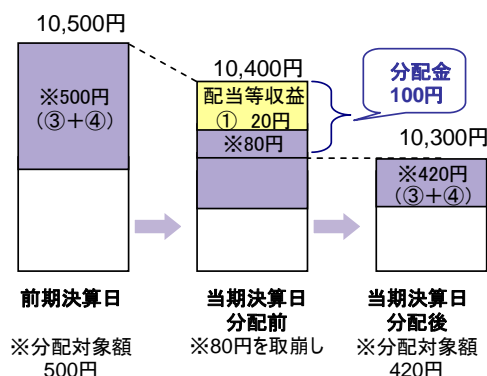 10,500円
※500円
(③+④)
前期決算日
※分配対象額
500円
10,400円
配当等収益
① 20円
※80円
当期決算日
分配前
※80円を取崩し
分配金
100円
10,300円
※420円
(③+④)
当期決算日
分配後
※分配対象額
420円